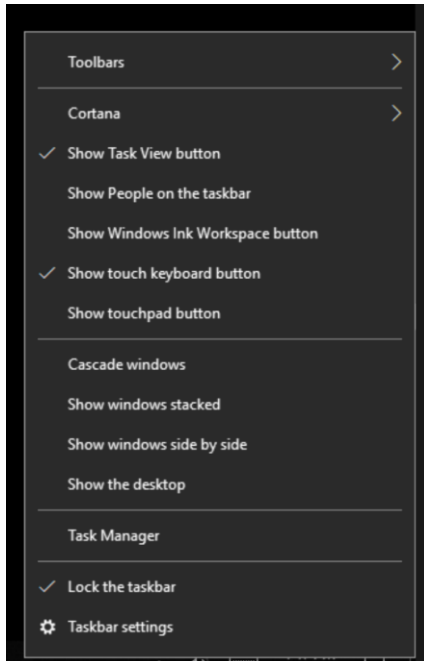 Toolbars
Cortana
Show Task View button
Show People on the taskbar
Show Windows Ink Workspace button
Show touch keyboard button
Show touchpad button
Cascade windows
Show windows stacked
Show windows side by side
Show the desktop
Task Manager
Lock the taskbar
Taskbar settings